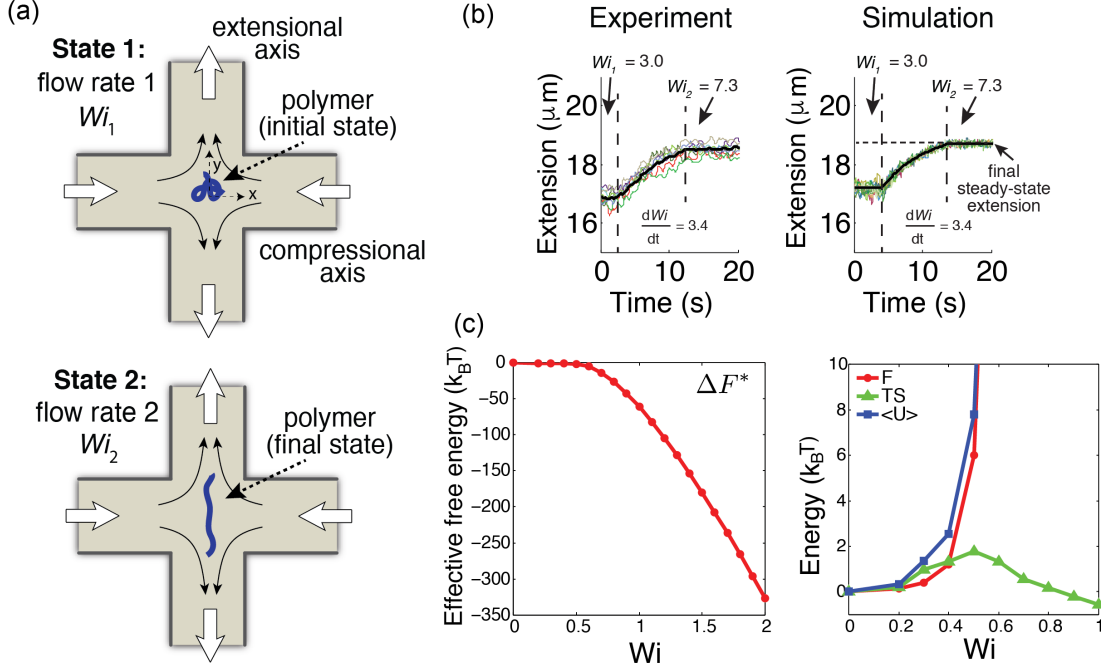 (a)
State 1:
flow rate 1
Wi1
extensional
axis
polymer
(initial state)
y
x
compressional
axis
State 2:
flow rate 2
Wi2
polymer
(final state)
(b)
Experiment
Wi1 = 3.0
Wi2 = 7.3
Extension (μm)
20
18
16
dWi
dt
= 3.4
0
10
20
Time (s)
Simulation
Wi1 = 3.0
Wi2 = 7.3
Extension (μm)
20
18
16
final
steady-state
extension
dWi
dt
= 3.4
0
10
20
Time (s)
(c)
Effective free energy (kBT)
0
−50
−100
−150
−200
−250
−300
−350
ΔF*
0
0.5
1
1.5
2
Wi
Energy (kBT)
10
8
6
4
2
0
F
TS
<U>
0
0.2
0.4
0.6
0.8
1
Wi